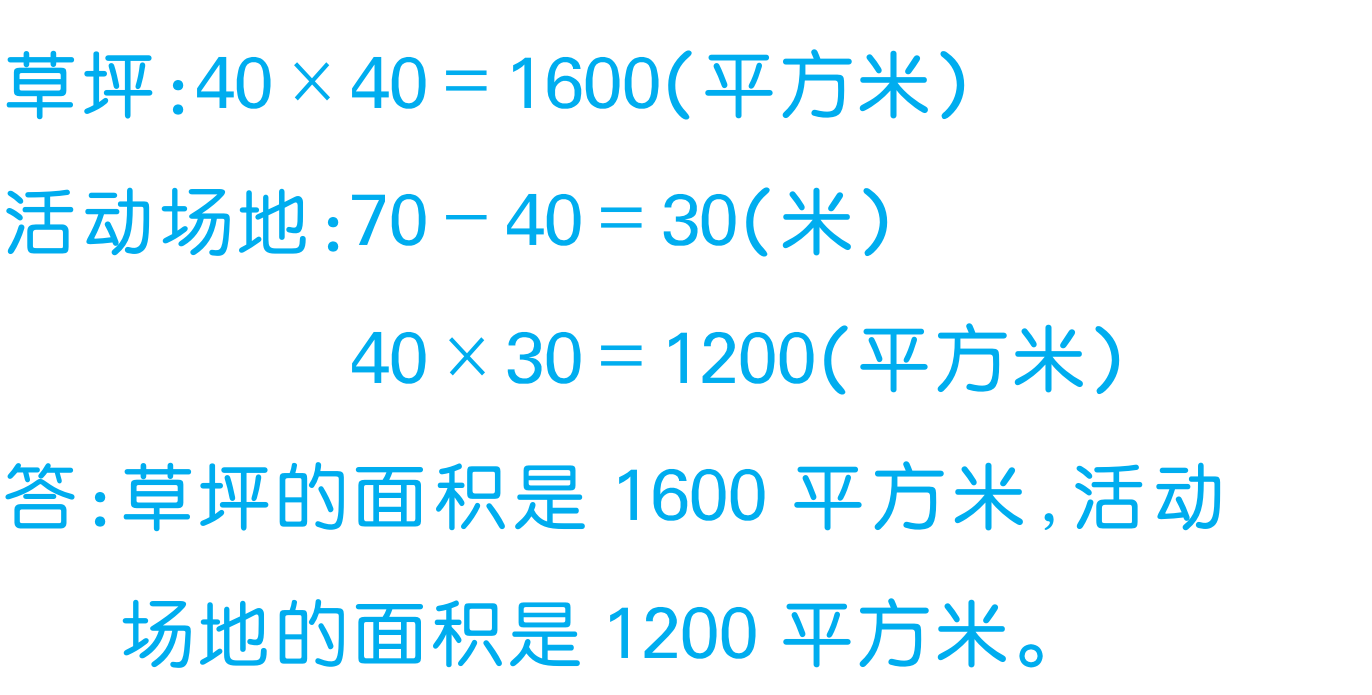 草坪:40×40=1600(平方米)
活动场地:70-40=30(米)
40×30=1200(平方米)
答:草坪的面积是 1600 平方米,活动
场地的面积是 1200 平方米。